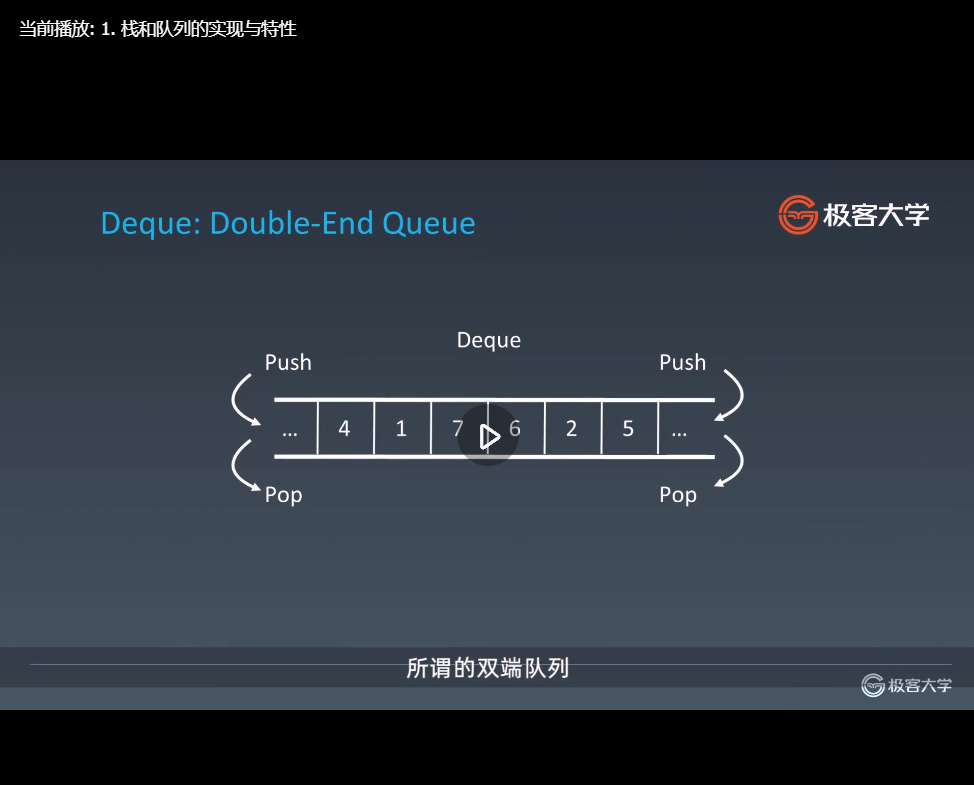 当前播放: 1. 栈和队列的实现与特性
Deque: Double-End Queue
极客大学
Deque
Push
Push
... 4 1 7 6 2 5 ...
Pop
Pop
所谓的双端队列
极客大学